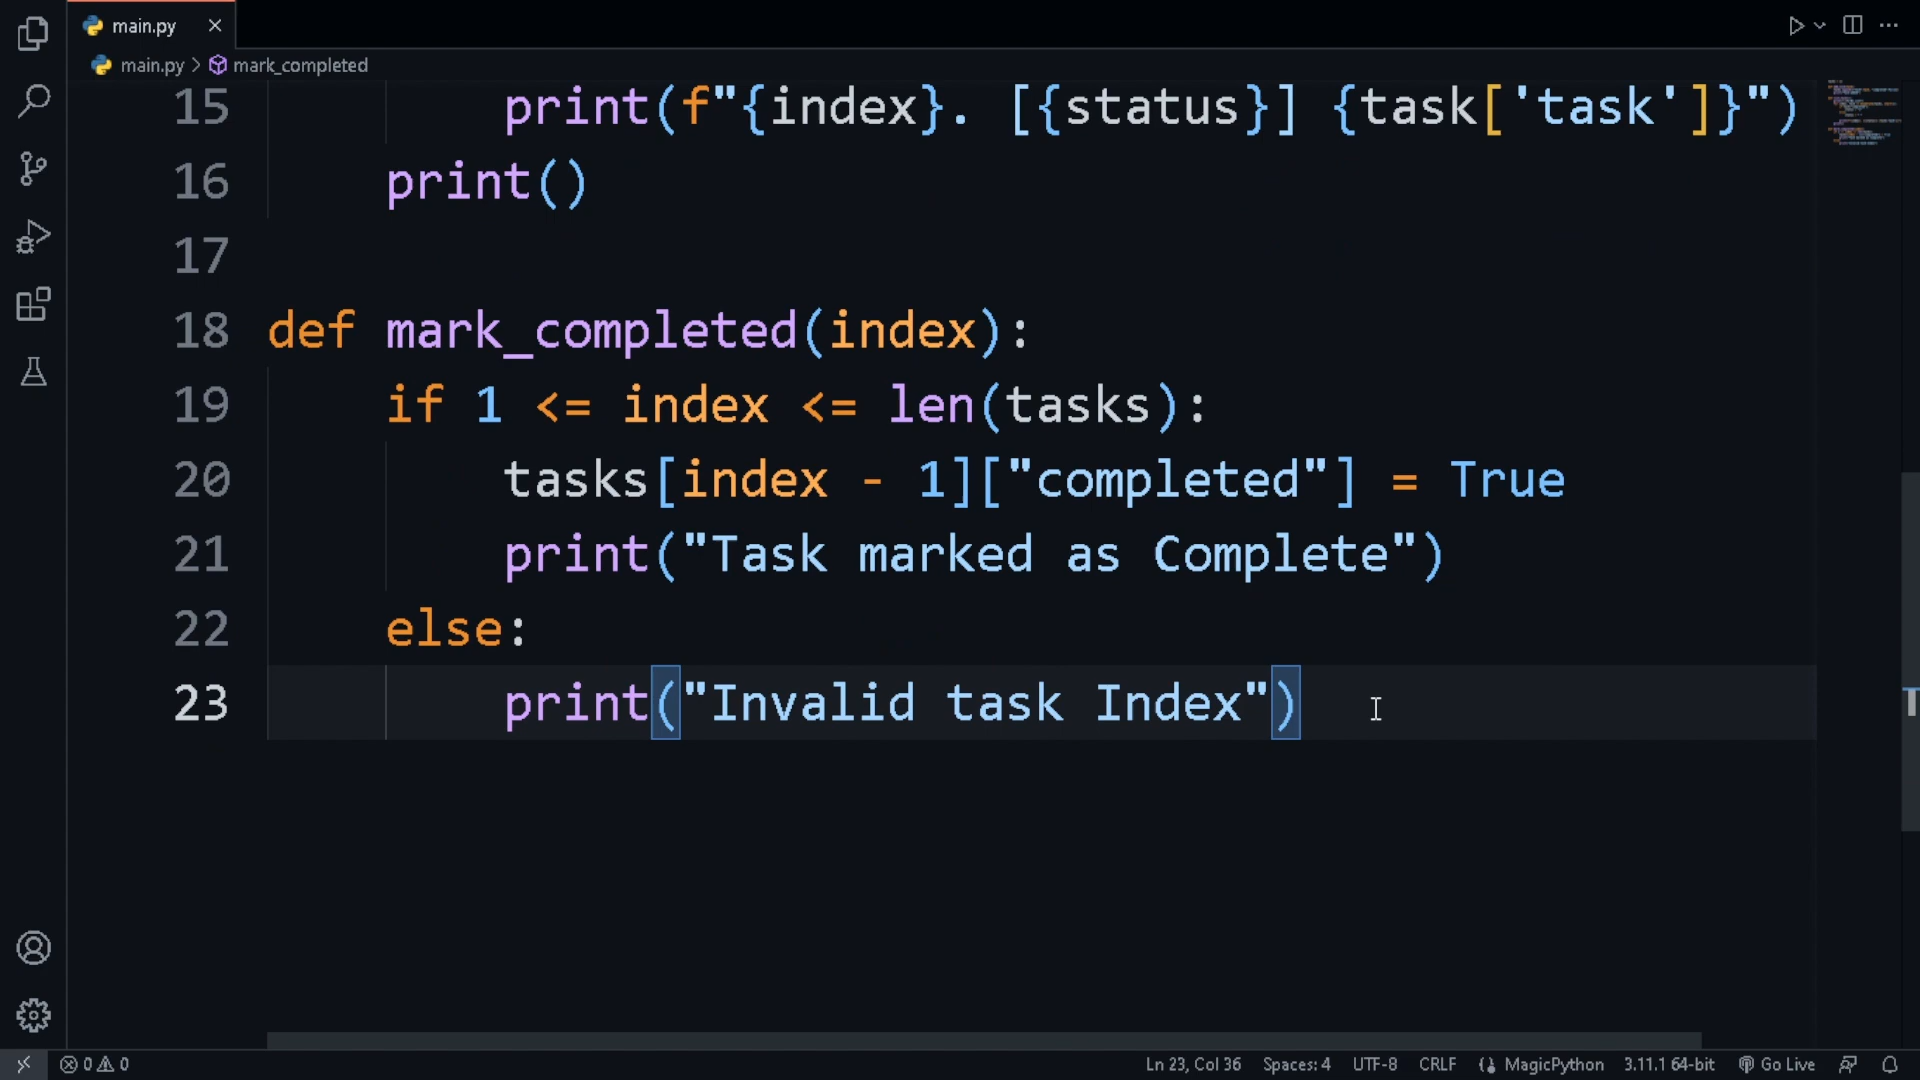 main.py
main.py > mark_completed
15 print(f"{index}. [{status}] {task['task']}")
16 print()
17
18 def mark_completed(index):
19 if 1 <= index <= len(tasks):
20 tasks[index - 1]["completed"] = True
21 print("Task marked as Complete")
22 else:
23 print("Invalid task Index")
0 0 Ln 23, Col 36 Spaces: 4 UTF-8 CRLF MagicPython 3.11.1 64-bit Go Live